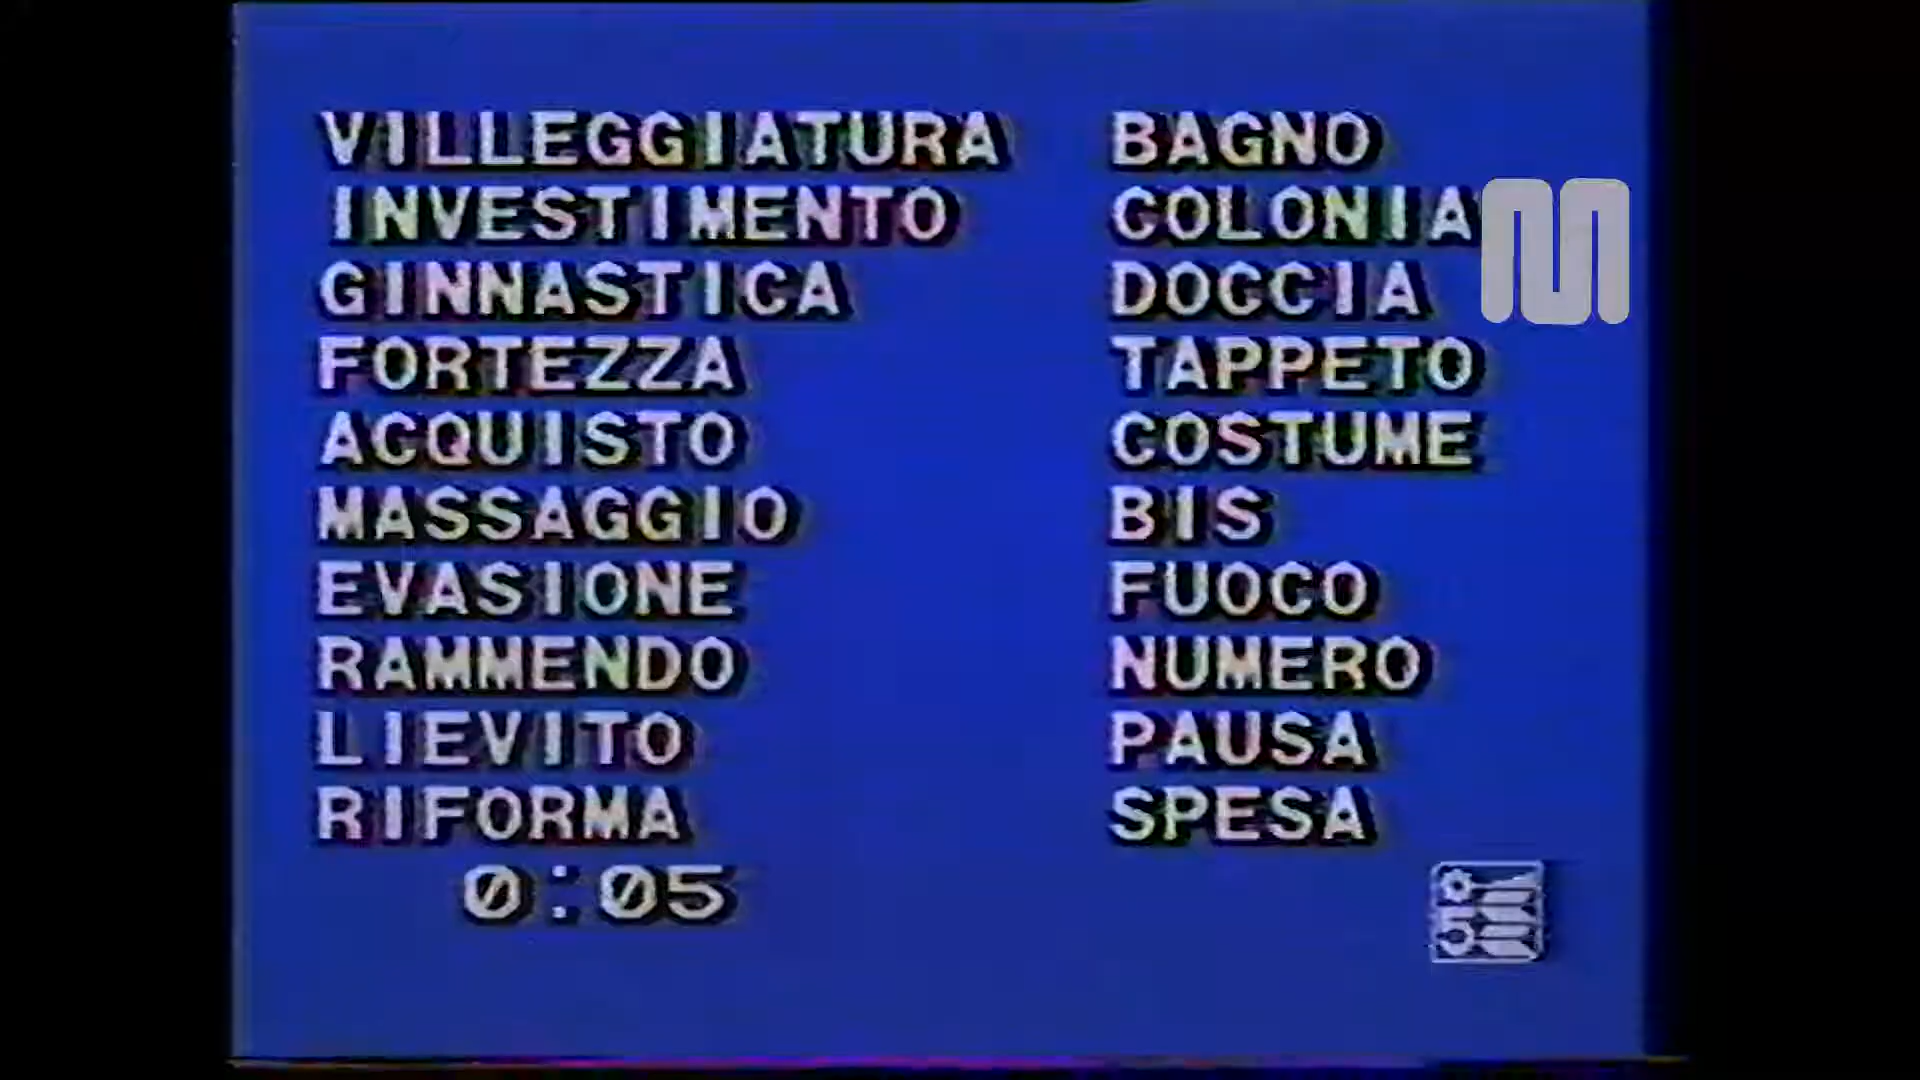 VILLEGGIATURA BAGNO
INVESTIMENTO COLONIA
GINNASTICA DOCCIA
FORTEZZA TAPPETO
ACQUISTO COSTUME
MASSAGGIO BIS
EVASIONE FUOCO
RAMMENDO NUMERO
LIEVITO PAUSA
RIFORMA SPESA
0:05
5